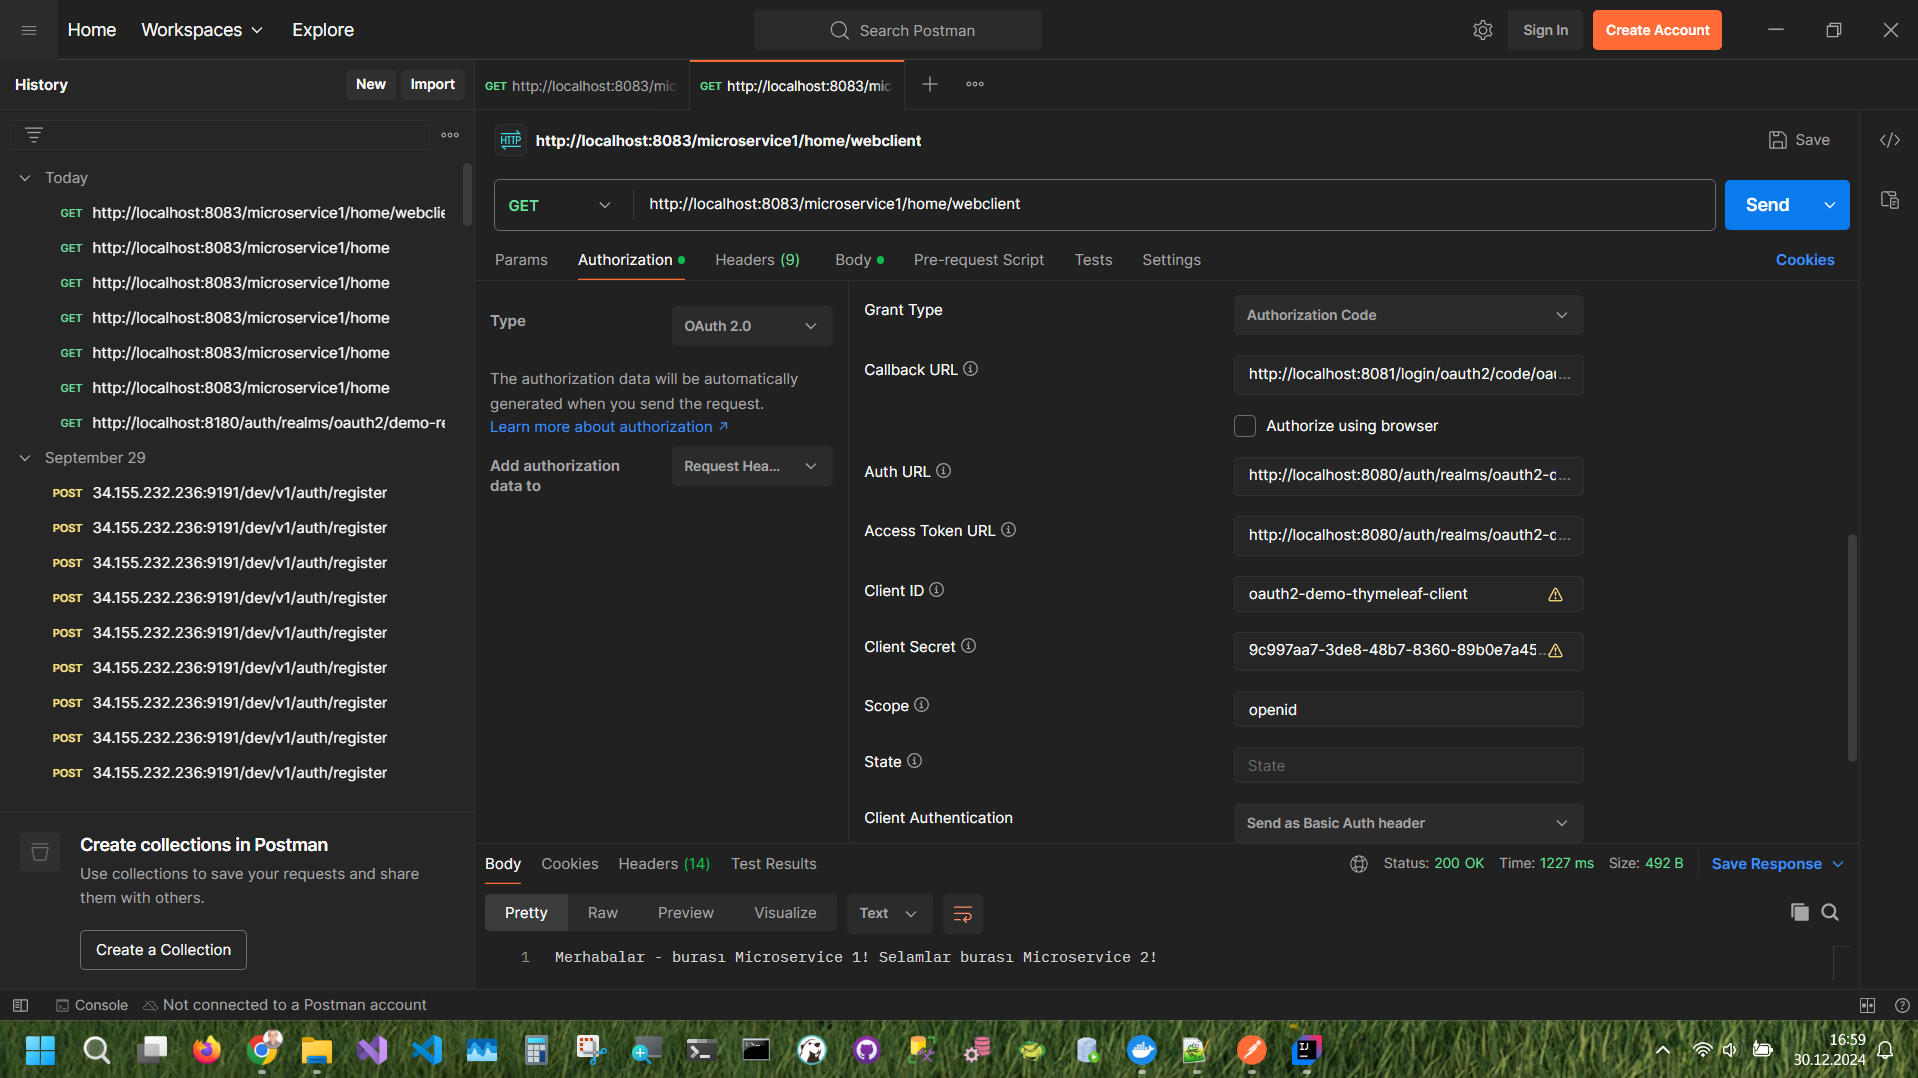 Home
Workspaces
Explore
Search Postman
Sign In
Create Account
History
New
Import
GET http://localhost:8083/mic
GET http://localhost:8083/mic
HTTP
http://localhost:8083/microservice1/home/webclient
Save
Today
GET http://localhost:8083/microservice1/home/webclie
GET http://localhost:8083/microservice1/home
GET http://localhost:8083/microservice1/home
GET http://localhost:8083/microservice1/home
GET http://localhost:8083/microservice1/home
GET http://localhost:8083/microservice1/home
GET http://localhost:8180/auth/realms/oauth2/demo-re
September 29
POST 34.155.232.236:9191/dev/v1/auth/register
POST 34.155.232.236:9191/dev/v1/auth/register
POST 34.155.232.236:9191/dev/v1/auth/register
POST 34.155.232.236:9191/dev/v1/auth/register
POST 34.155.232.236:9191/dev/v1/auth/register
POST 34.155.232.236:9191/dev/v1/auth/register
POST 34.155.232.236:9191/dev/v1/auth/register
POST 34.155.232.236:9191/dev/v1/auth/register
POST 34.155.232.236:9191/dev/v1/auth/register
Create collections in Postman
Use collections to save your requests and share
them with others.
Create a Collection
GET
http://localhost:8083/microservice1/home/webclient
Send
Params
Authorization
Headers (9)
Body
Pre-request Script
Tests
Settings
Cookies
Type
OAuth 2.0
The authorization data will be automatically
generated when you send the request.
Learn more about authorization ↗
Add authorization
data to
Request Hea...
Grant Type
Authorization Code
Callback URL
http://localhost:8081/login/oauth2/code/oau...
Authorize using browser
Auth URL
http://localhost:8080/auth/realms/oauth2-c...
Access Token URL
http://localhost:8080/auth/realms/oauth2-c...
Client ID
oauth2-demo-thymeleaf-client
Client Secret
9c997aa7-3de8-48b7-8360-89b0e7a45...
Scope
openid
State
State
Client Authentication
Send as Basic Auth header
Body
Cookies
Headers (14)
Test Results
Status: 200 OK
Time: 1227 ms
Size: 492 B
Save Response
Pretty
Raw
Preview
Visualize
Text
1 Merhabalar - burası Microservice 1! Selamlar burası Microservice 2!
Console
Not connected to a Postman account
16:59
30.12.2024